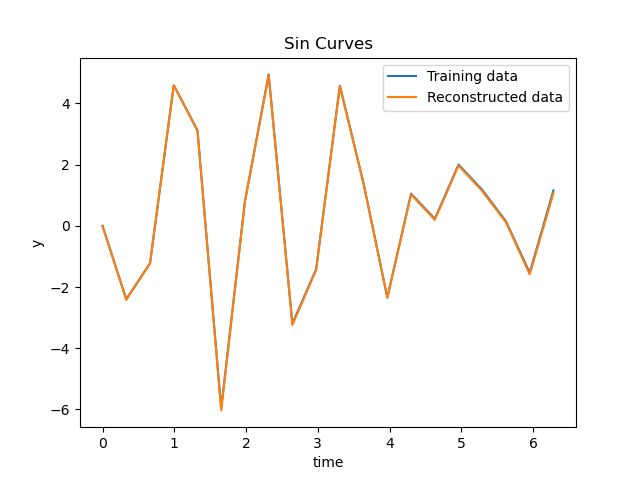 Sin Curves
Training data
Reconstructed data
y
4
2
0
−2
−4
−6
0 1 2 3 4 5 6
time